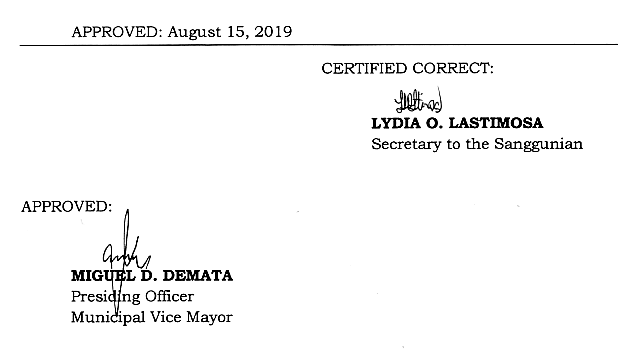 APPROVED: August 15, 2019
CERTIFIED CORRECT:
LYDIA O. LASTIMOSA
Secretary to the Sanggunian
APPROVED:
MIGUEL D. DEMATA
Presiding Officer
Municipal Vice Mayor